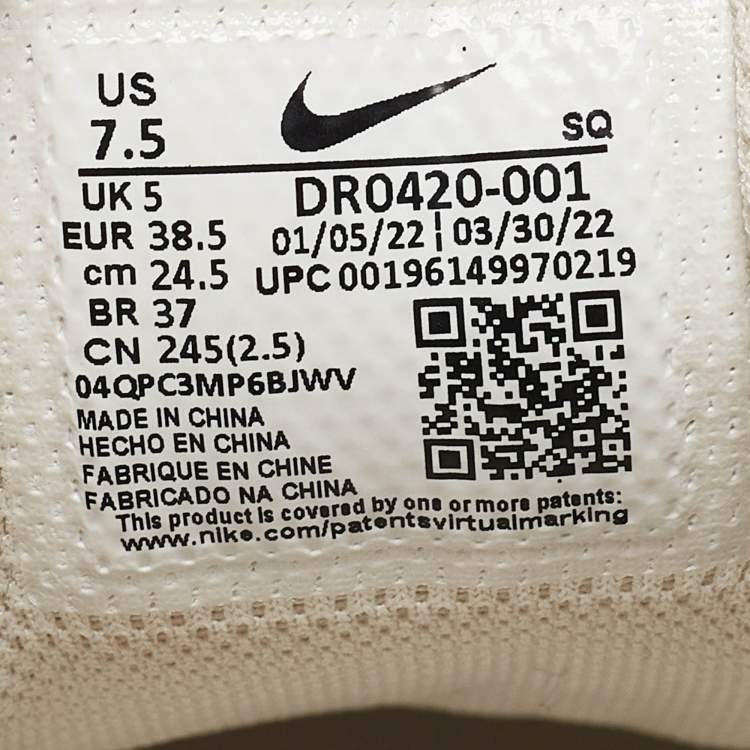 US
7.5
SQ
UK 5
DR0420-001
EUR 38.5
01/05/22 ¦ 03/30/22
cm 24.5
UPC 00196149970219
BR 37
CN 245(2.5)
04QPC3MP6BJWV
MADE IN CHINA
HECHO EN CHINA
FABRIQUE EN CHINE
FABRICADO NA CHINA
This product is covered by one or more patents:
www.nike.com/patentsvirtualmarking